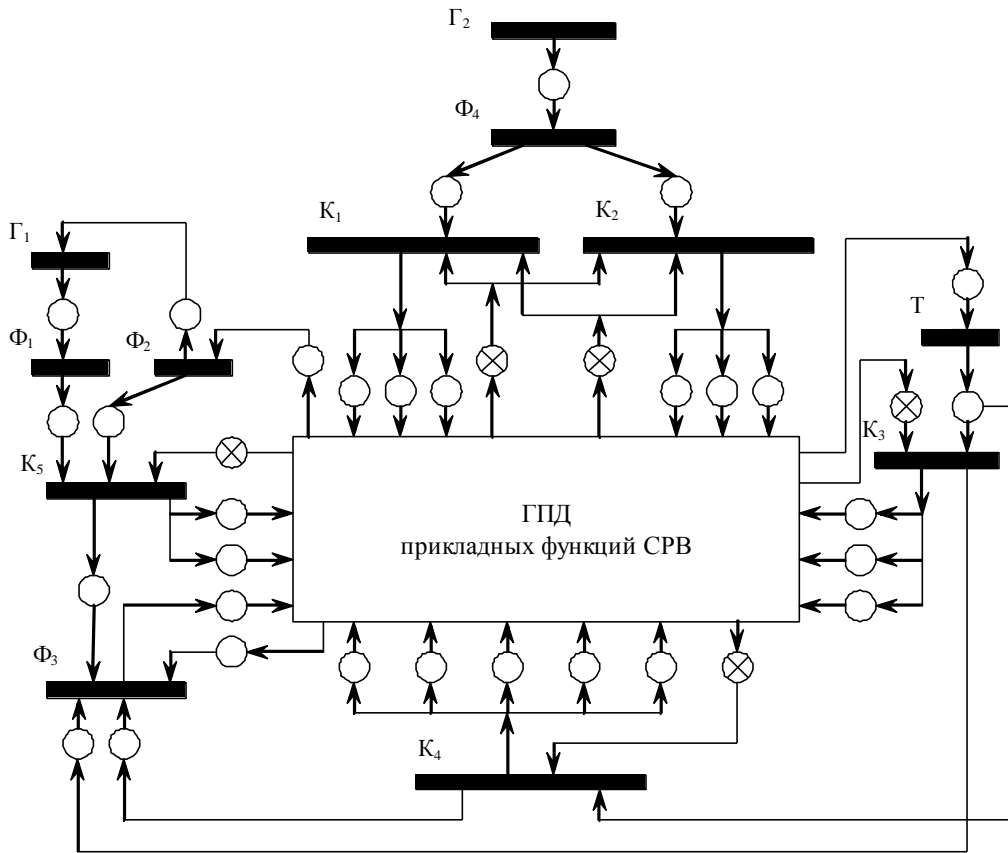 Г₂
Ф₄
К₁
К₂
Г₁
Т
Ф₁
Ф₂
К₃
К₅
ГПД
прикладных функций СРВ
Ф₃
К₄